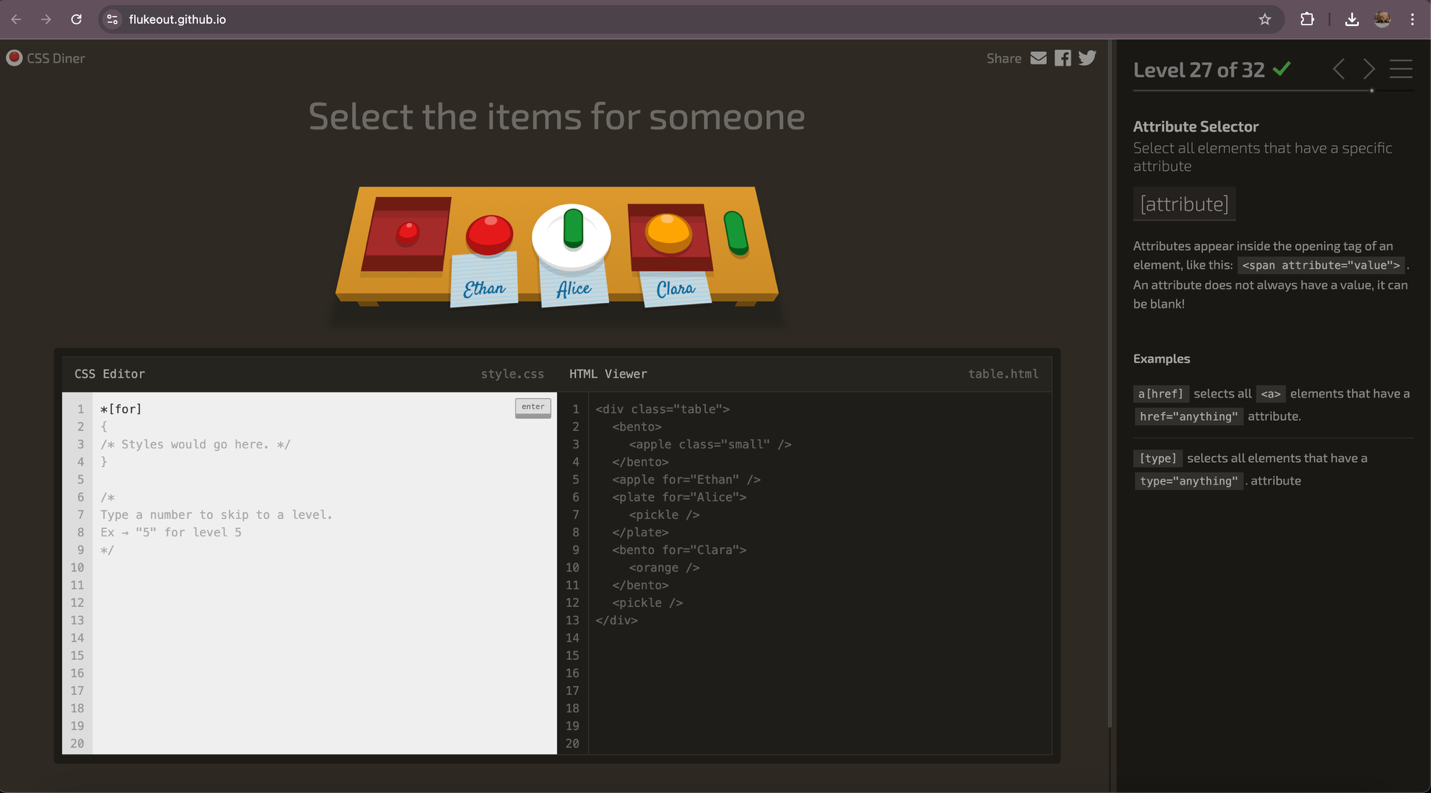 flukeout.github.io
CSS Diner
Share
Select the items for someone
Ethan
Alice
Clara
CSS Editor
style.css
1 *[for]
enter
2 {
3 /* Styles would go here. */
4 }
5
6 /*
7 Type a number to skip to a level.
8 Ex → "5" for level 5
9 */
10
11
12
13
14
15
16
17
18
19
20
HTML Viewer
table.html
1 <div class="table">
2 <bento>
3 <apple class="small" />
4 </bento>
5 <apple for="Ethan" />
6 <plate for="Alice">
7 <pickle />
8 </plate>
9 <bento for="Clara">
10 <orange />
11 </bento>
12 <pickle />
13 </div>
14
15
16
17
18
19
20
Level 27 of 32
Attribute Selector
Select all elements that have a specific
attribute
[attribute]
Attributes appear inside the opening tag of an
element, like this: <span attribute="value"> .
An attribute does not always have a value, it can
be blank!
Examples
a[href] selects all <a> elements that have a
href="anything" attribute.
[type] selects all elements that have a
type="anything" . attribute